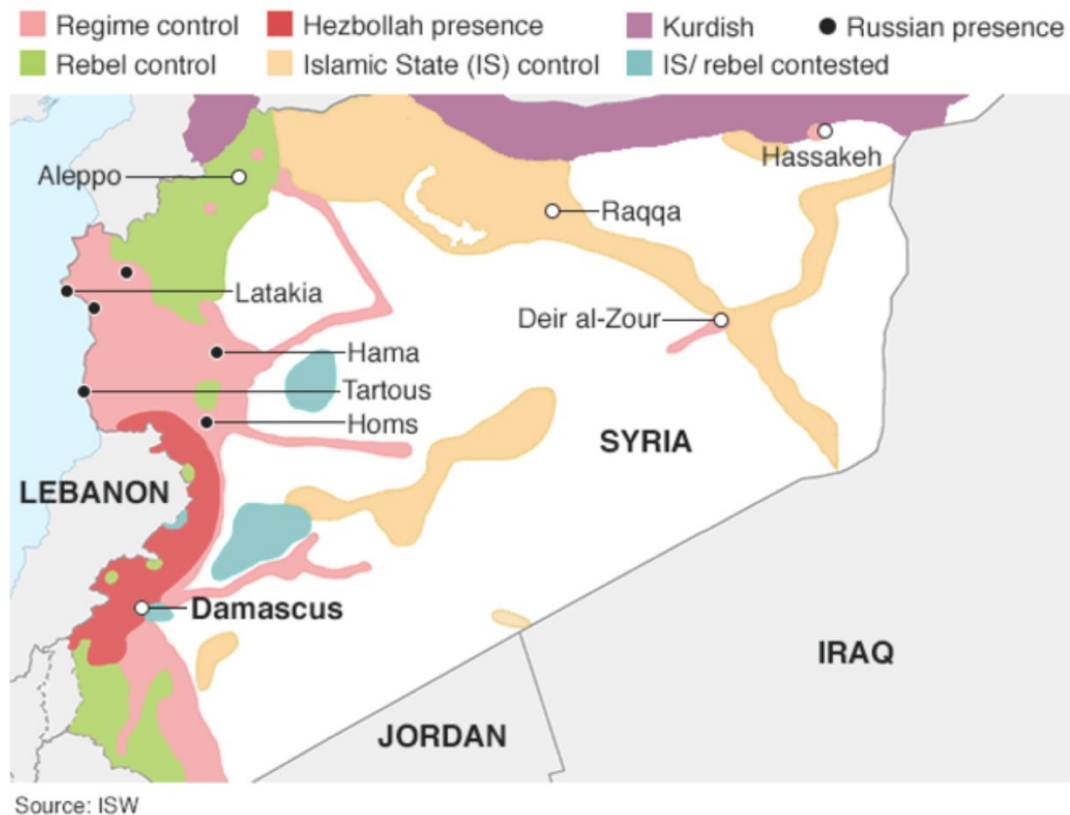 Regime control
Hezbollah presence
Kurdish
Russian presence
Rebel control
Islamic State (IS) control
IS/ rebel contested
Aleppo
Hassakeh
Raqqa
Latakia
Deir al-Zour
Hama
Tartous
Homs
SYRIA
LEBANON
Damascus
IRAQ
JORDAN
Source: ISW